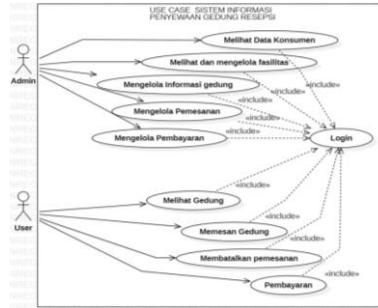 USE CASE SISTEM INFORMASI
PENYEWAAN GEDUNG RESEPSI
Melihat Data Konsumen
Melihat dan mengelola fasilitas
Admin
Mengelola Informasi gedung
«include»
«include»
«include»
Mengelola Pemesanan
«include»
Mengelola Pembayaran
«include»
Login
«include»
Melihat Gedung
«include»
User
Memesan Gedung
«include»
Membatalkan pemesanan
«include»
Pembayaran